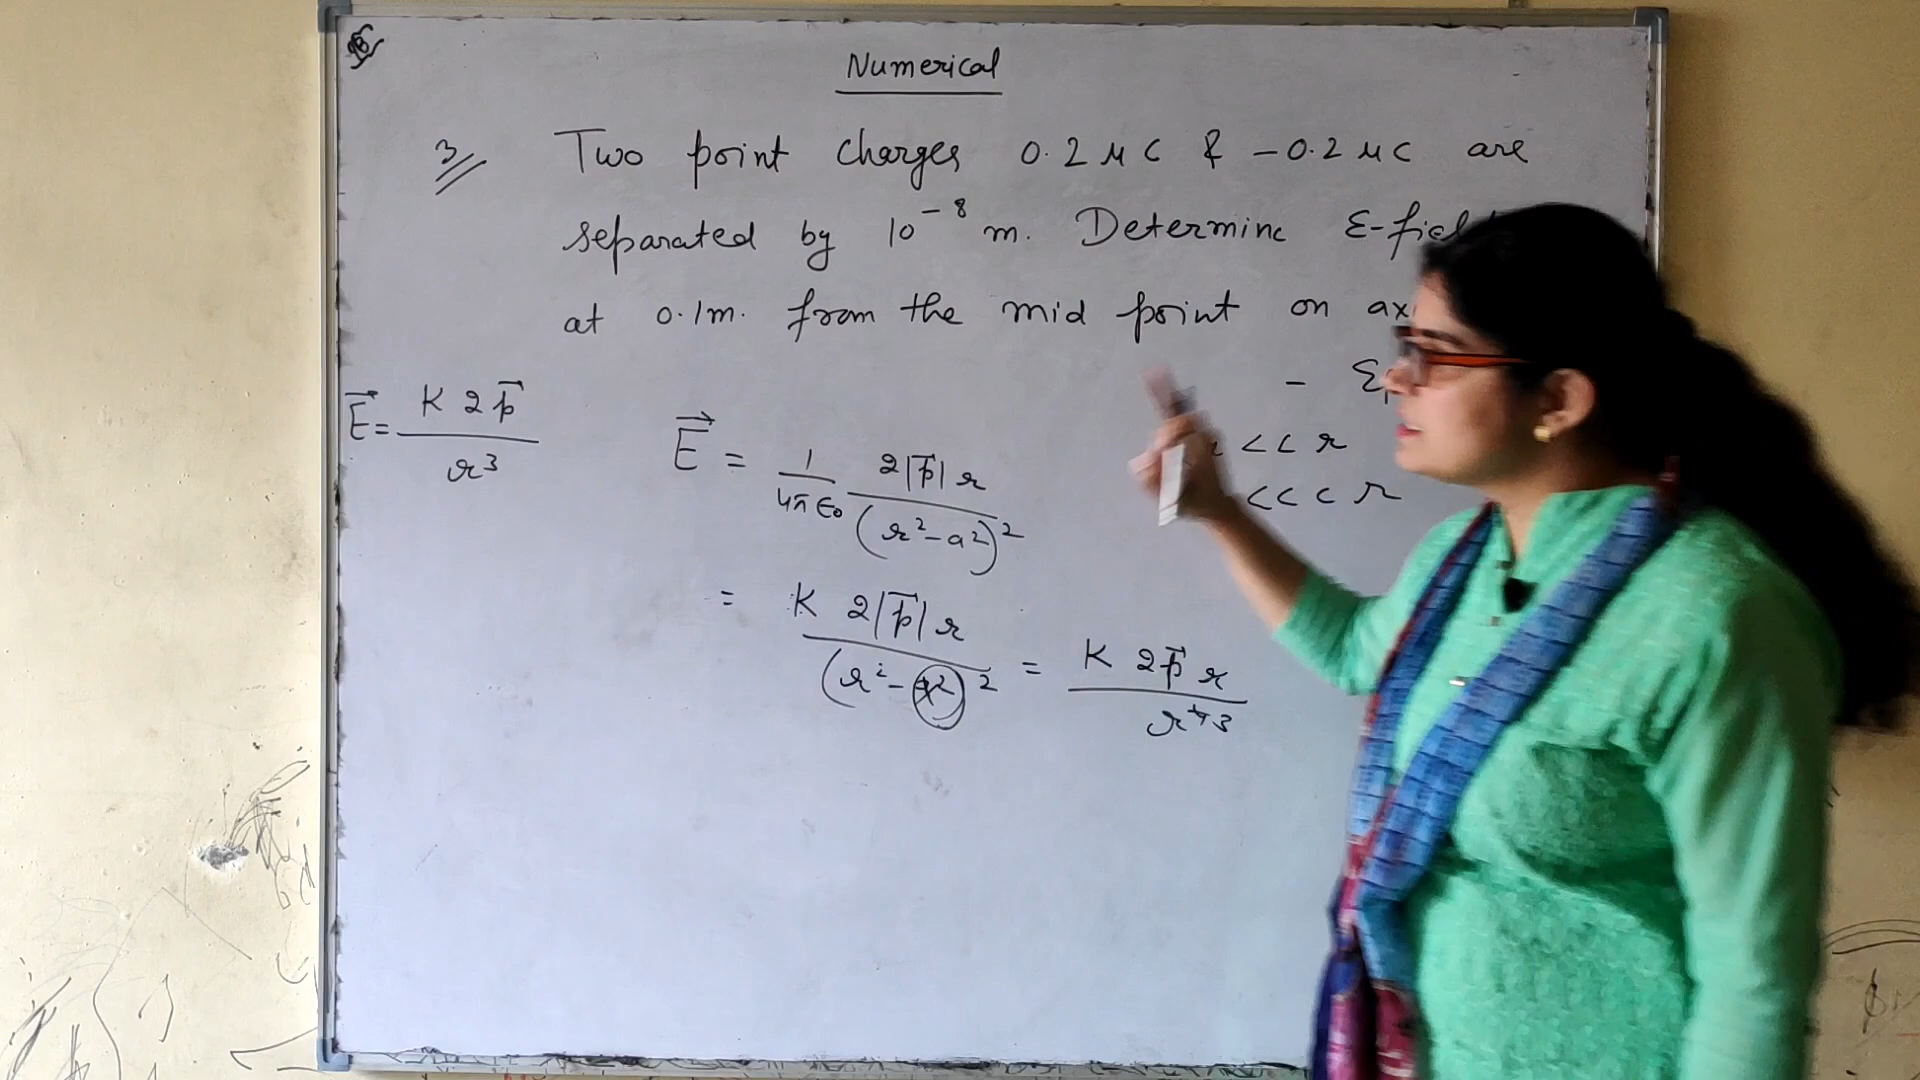 Numerical
3 Two point charges 0.2 μC & -0.2 μC are
separated by 10⁻⁸ m. Determine E-field
at 0.1m. from the mid point on
-
<< r
<<< r
E⃗ = K 2p⃗ / r³
E⃗ = 1 / 4πε₀ 2|p⃗| r / (r² - a²)²
= K 2|p⃗| r / (r² - a²)² = K 2p⃗ r / r⁴ 3